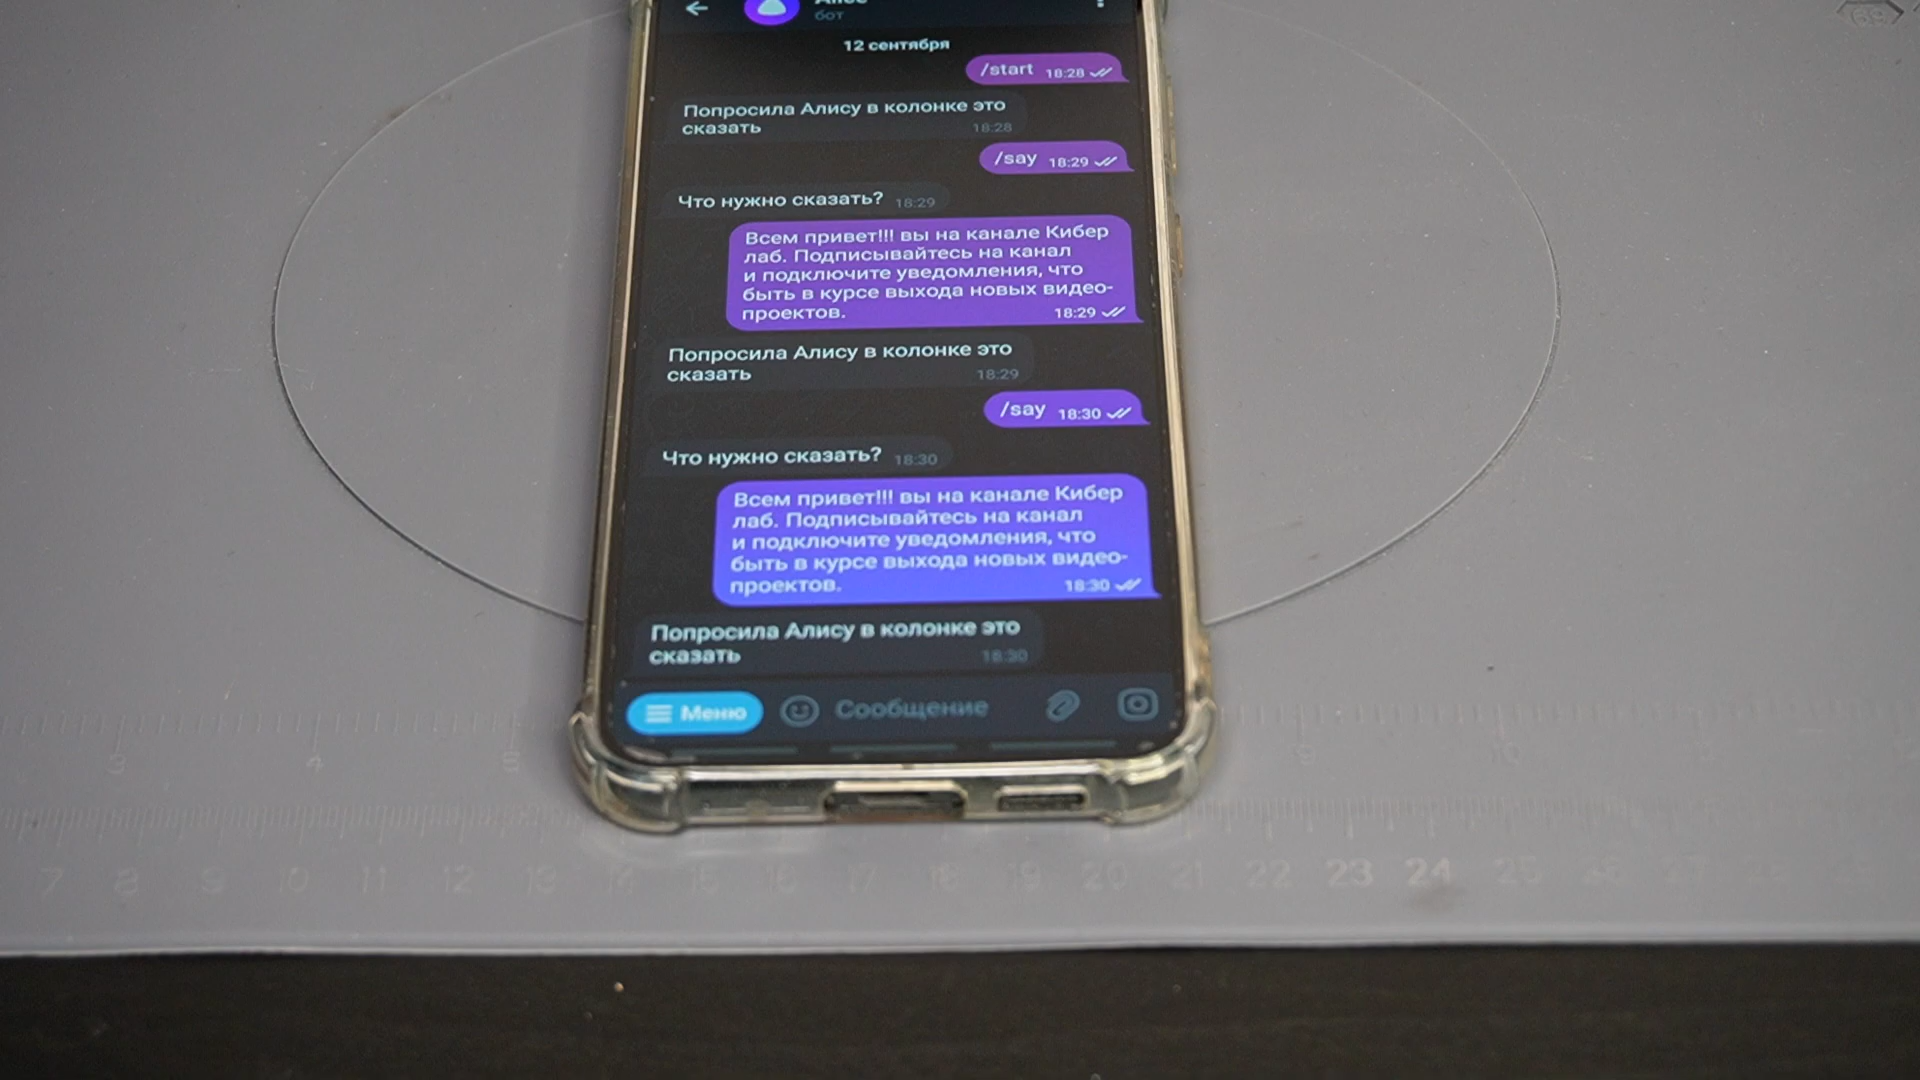 бот
12 сентября
/start 18:28
Попросила Алису в колонке это
сказать 18:28
/say 18:29
Что нужно сказать? 18:29
Всем привет!!! вы на канале Кибер
лаб. Подписывайтесь на канал
и подключите уведомления, что
быть в курсе выхода новых видео-
проектов. 18:29
Попросила Алису в колонке это
сказать 18:29
/say 18:30
Что нужно сказать? 18:30
Всем привет!!! вы на канале Кибер
лаб. Подписывайтесь на канал
и подключите уведомления, что
быть в курсе выхода новых видео-
проектов. 18:30
Попросила Алису в колонке это
сказать 18:30
Меню Сообщение
3 4 5
7 8 9 10 11 12 13 14 15 16 17 18 19 20 21 22 23 24 25 26